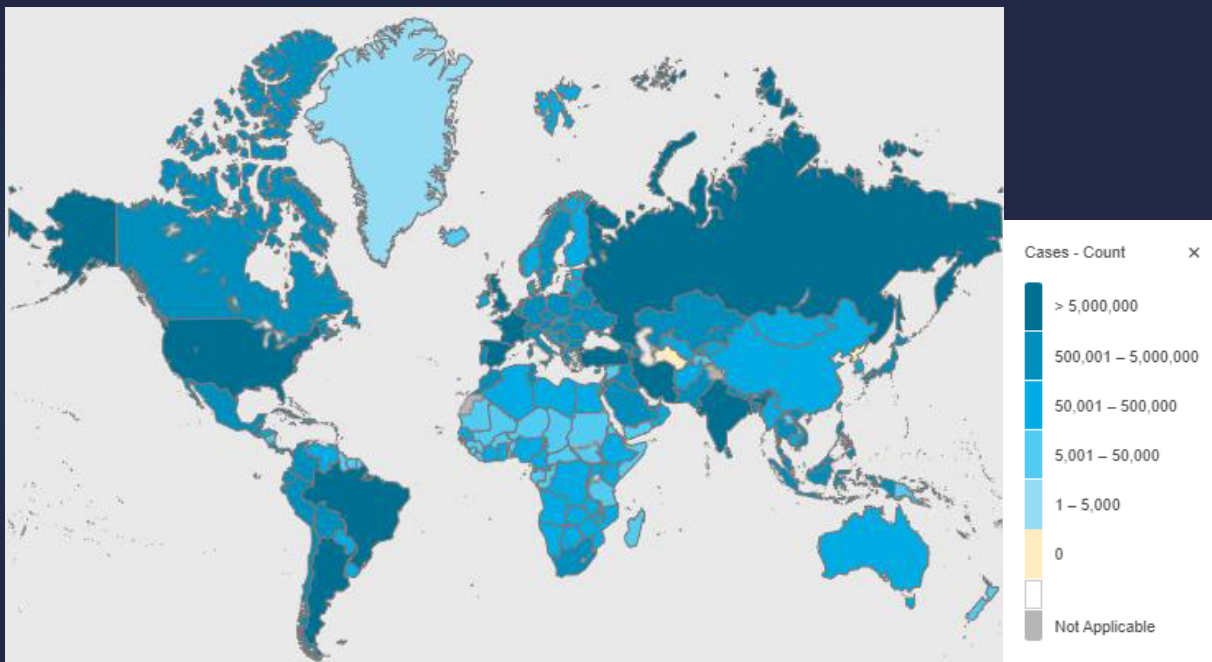 Cases - Count ×
> 5,000,000
500,001 – 5,000,000
50,001 – 500,000
5,001 – 50,000
1 – 5,000
0
Not Applicable